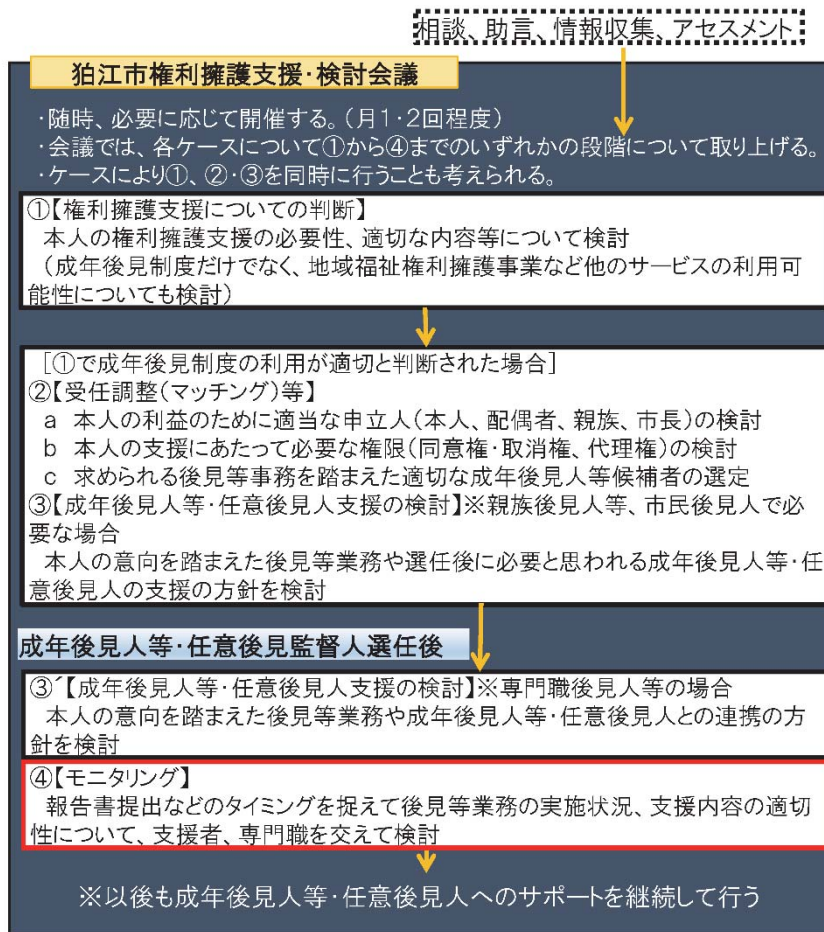 相談、助言、情報収集、アセスメント
狛江市権利擁護支援・検討会議
・随時、必要に応じて開催する。(月1・2回程度)
・会議では、各ケースについて①から④までのいずれかの段階について取り上げる。
・ケースにより①、②・③を同時に行うことも考えられる。
①【権利擁護支援についての判断】
本人の権利擁護支援の必要性、適切な内容等について検討
(成年後見制度だけでなく、地域福祉権利擁護事業など他のサービスの利用可
能性についても検討)
[①で成年後見制度の利用が適切と判断された場合]
②【受任調整(マッチング)等】
a 本人の利益のために適当な申立人(本人、配偶者、親族、市長)の検討
b 本人の支援にあたって必要な権限(同意権・取消権、代理権)の検討
c 求められる後見等事務を踏まえた適切な成年後見人等候補者の選定
③【成年後見人等・任意後見人支援の検討】※親族後見人等、市民後見人で必
要な場合
本人の意向を踏まえた後見等業務や選任後に必要と思われる成年後見人等・任
意後見人の支援の方針を検討
成年後見人等・任意後見監督人選任後
③´【成年後見人等・任意後見人支援の検討】※専門職後見人等の場合
本人の意向を踏まえた後見等業務や成年後見人等・任意後見人との連携の方
針を検討
④【モニタリング】
報告書提出などのタイミングを捉えて後見等業務の実施状況、支援内容の適切
性について、支援者、専門職を交えて検討
※以後も成年後見人等・任意後見人へのサポートを継続して行う